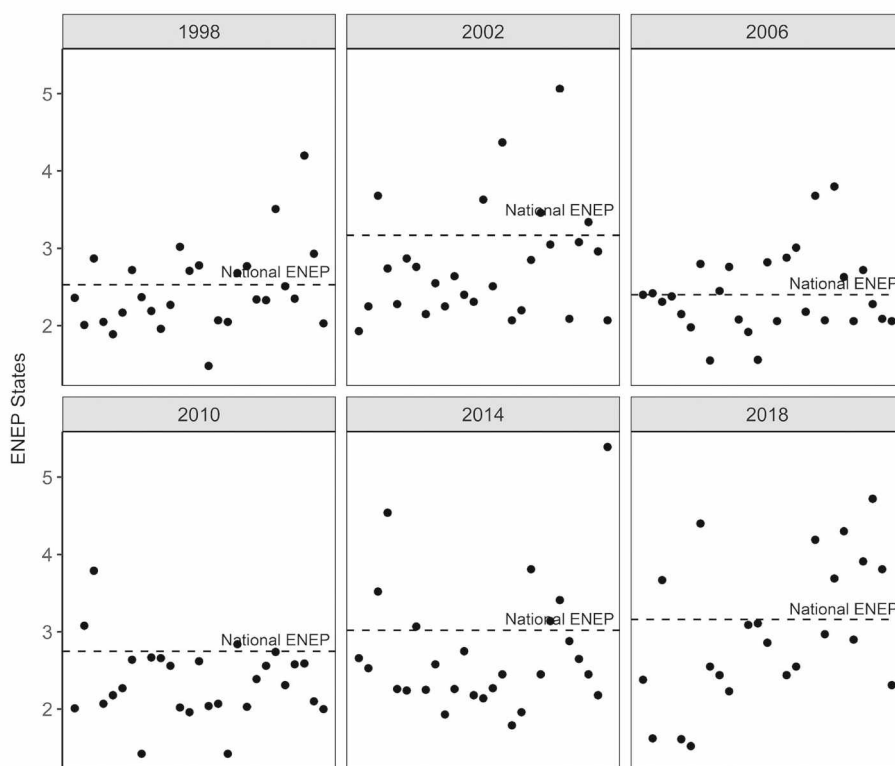 1998 2002 2006
5
4
National ENEP
3
National ENEP
National ENEP
2
ENEP States
2010 2014 2018
5
4
National ENEP
National ENEP
3
National ENEP
2